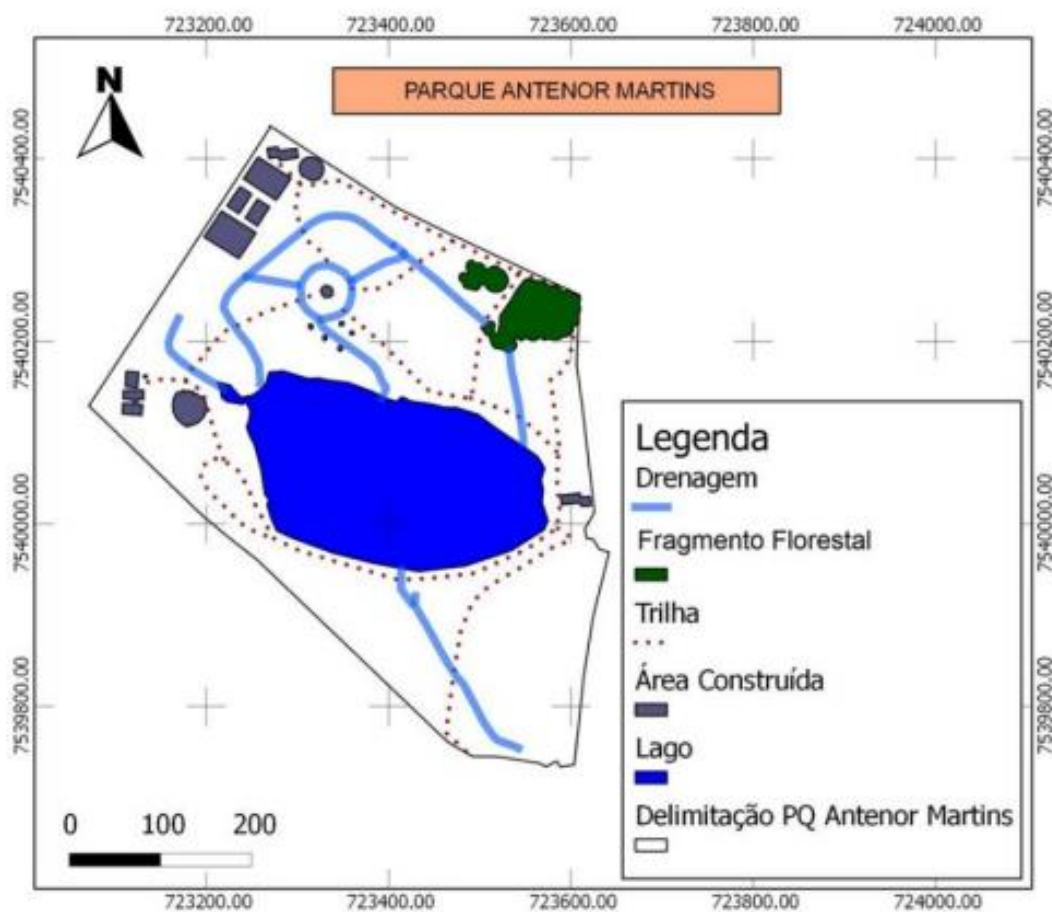 723200.00 723400.00 723600.00 723800.00 724000.00
PARQUE ANTENOR MARTINS
N
7540400.00 7540400.00
7540200.00 7540200.00
7540000.00 7540000.00
7539800.00 7539800.00
Legenda
Drenagem
Fragmento Florestal
Trilha
Área Construída
Lago
Delimitação PQ Antenor Martins
0 100 200
723200.00 723400.00 723600.00 723800.00 724000.00